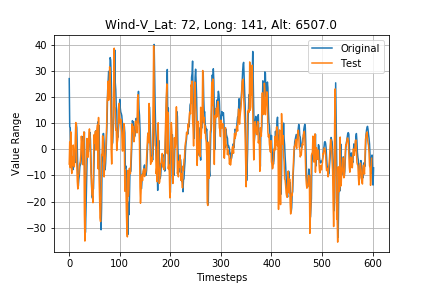 Wind-V_Lat: 72, Long: 141, Alt: 6507.0
Original
Test
Value Range
40
30
20
10
0
−10
−20
−30
0 100 200 300 400 500 600
Timesteps